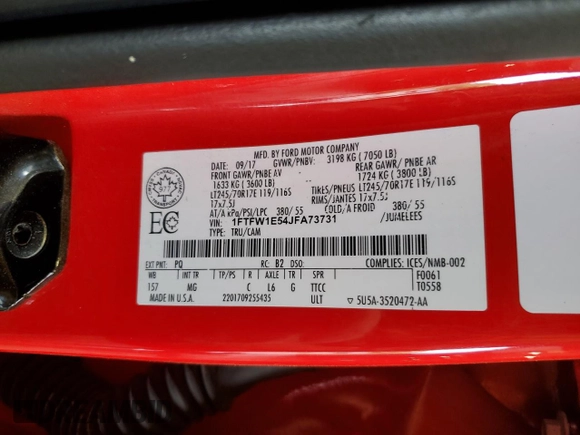 MFD. BY FORD MOTOR COMPANY
09/17 GVWR/PNBV: 3198 KG ( 7050 LB)
FRONT GAWR/PNBE AV REAR GAWR/ PNBE AR
1633 KG ( 3600 LB) 1724 KG ( 3800 LB)
LT245/70R17E 119/116S TIRES/PNEUS LT245/70R17E 119/116S
17x7.5J RIMS/JANTES 17x7.5J
AT/A kPa/PSI/LPC 380/ 55 COLD/A FROID 380/ 55
EC
VIN: 1FTFW1E54JFA73731 /JUMELEES
TYPE: TRU/CAM
EXT PNT: PQ RC: B2 DSO: COMPLIES: ICES/NMB-002
WB INT TR TP/PS R AXLE TR SPR F0061
157 MG C L6 G TTCC T0558
MADE IN U.S.A. 2201709255435 ULT 5U5A-3520472-AA